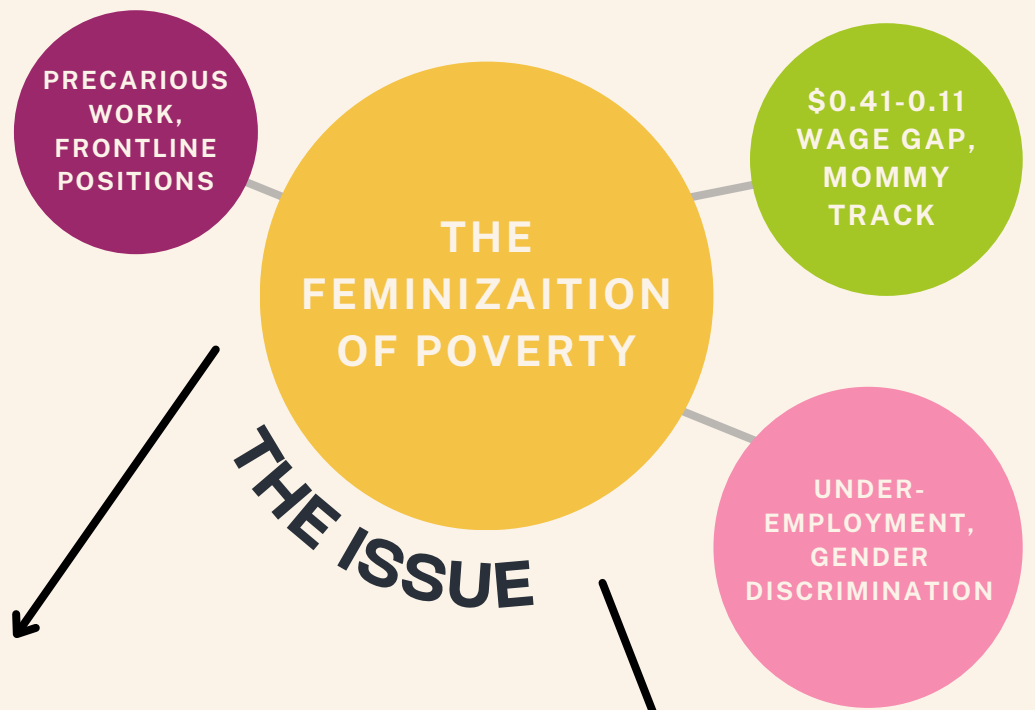 PRECARIOUS
WORK,
FRONTLINE
POSITIONS
$0.41-0.11
WAGE GAP,
MOMMY
TRACK
THE
FEMINIZAITION
OF POVERTY
THE ISSUE
UNDER-
EMPLOYMENT,
GENDER
DISCRIMINATION